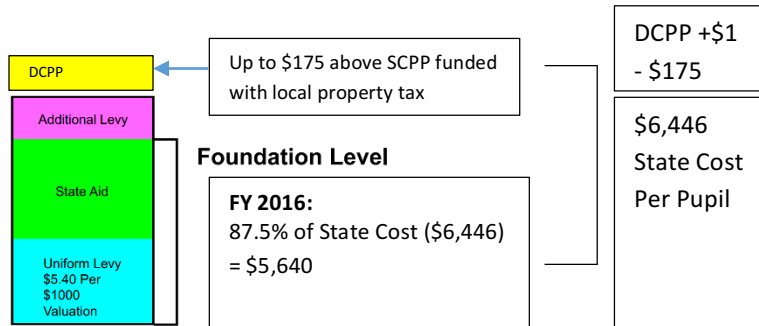 DCPP
Additional Levy
State Aid
Uniform Levy
$5.40 Per
$1000
Valuation
Up to $175 above SCPP funded
with local property tax
Foundation Level
FY 2016:
87.5% of State Cost ($6,446)
= $5,640
DCPP +$1
- $175
$6,446
State Cost
Per Pupil